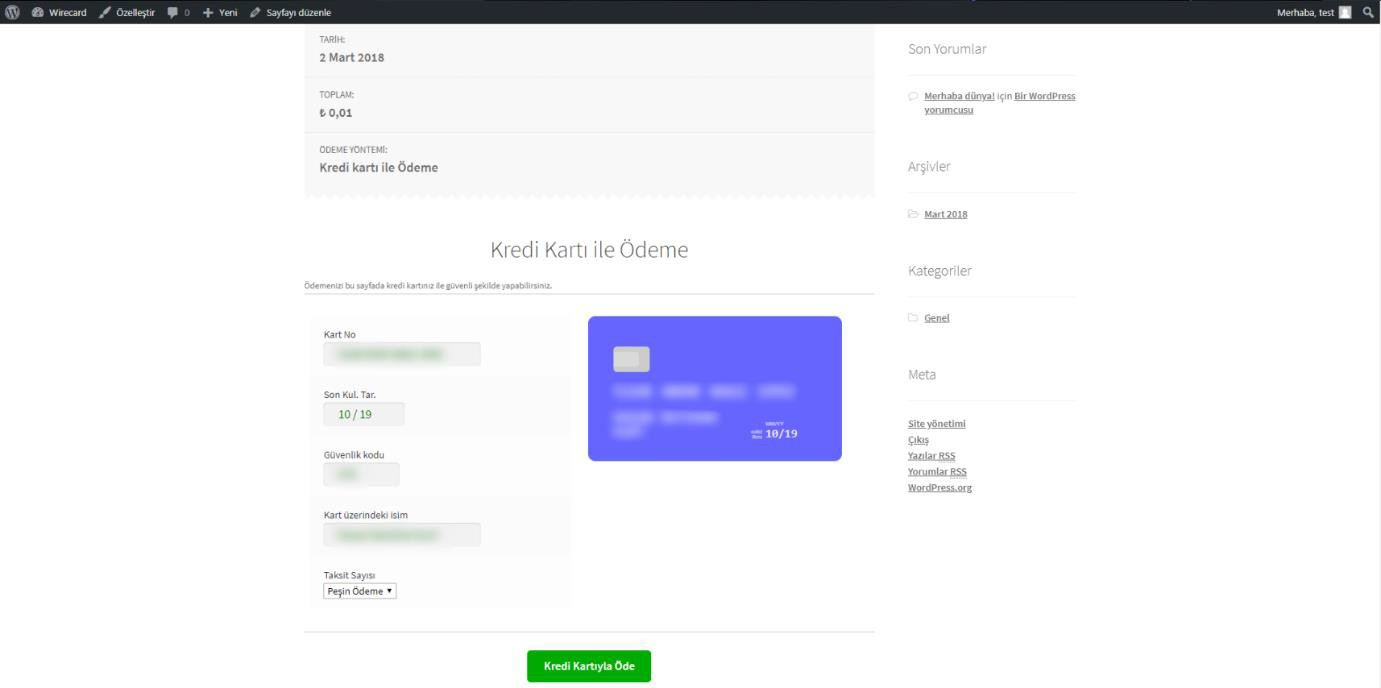 Wirecard Özelleştir 0 Yeni Sayfayı düzenle Merhaba, test
TARİH:
2 Mart 2018
TOPLAM:
₺ 0,01
ÖDEME YÖNTEMİ:
Kredi kartı ile Ödeme
Kredi Kartı ile Ödeme
Ödemenizi bu sayfada kredi kartınız ile güvenli şekilde yapabilirsiniz.
Kart No
Son Kul. Tar.
10 / 19
Güvenlik kodu
Kart üzerindeki isim
Taksit Sayısı
Peşin Ödeme
10/19
Kredi Kartıyla Öde
Son Yorumlar
Merhaba dünya! için Bir WordPress
yorumcusu
Arşivler
Mart 2018
Kategoriler
Genel
Meta
Site yönetimi
Çıkış
Yazılar RSS
Yorumlar RSS
WordPress.org